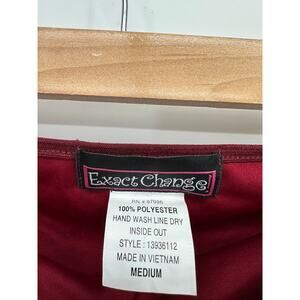 Exact Change
RN # 87036
100% POLYESTER
HAND WASH LINE DRY
INSIDE OUT
STYLE : 13936112
MADE IN VIETNAM
MEDIUM